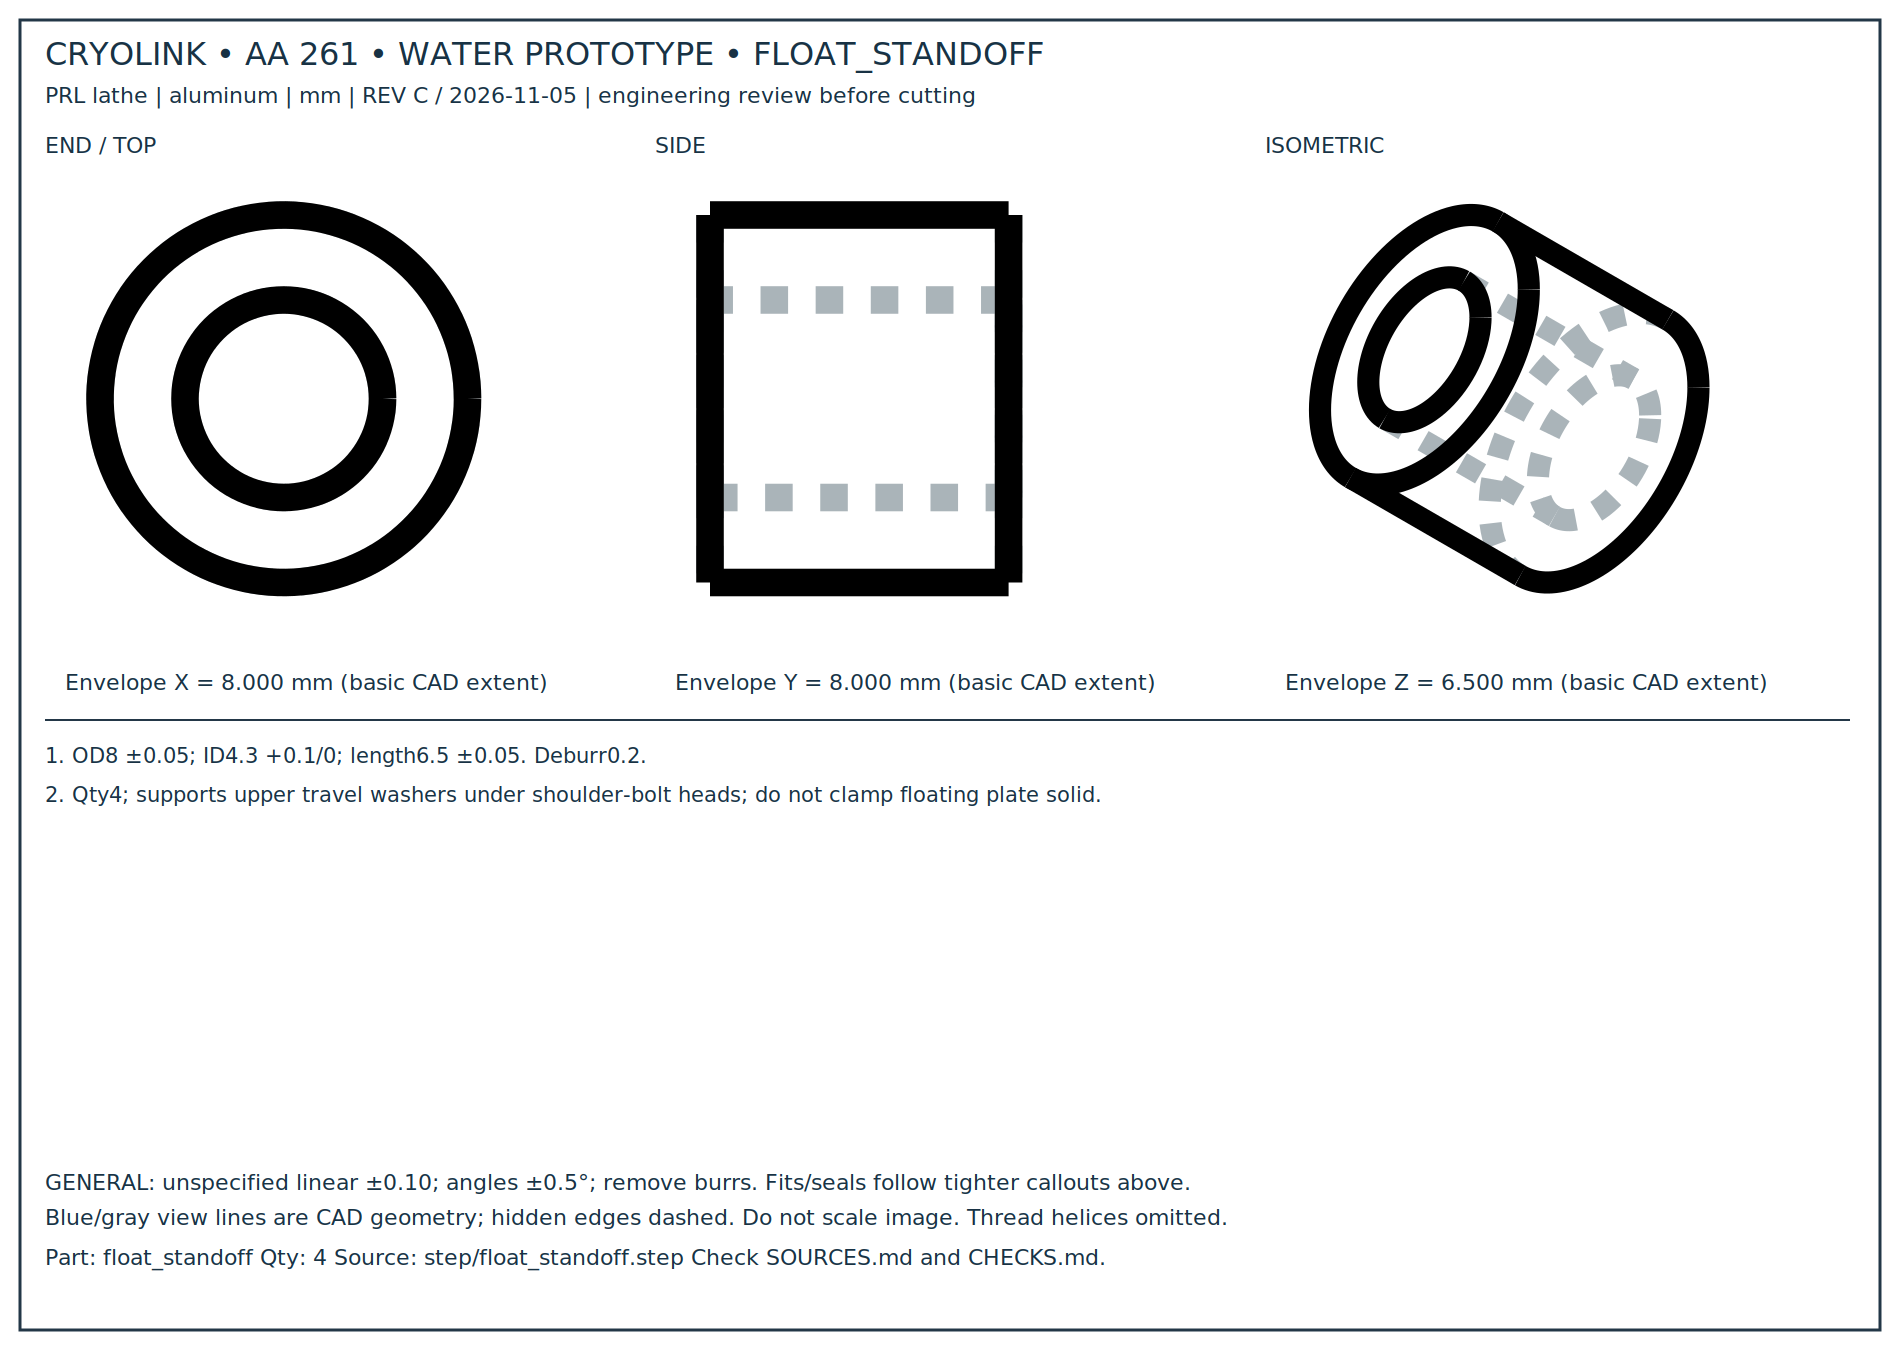 CRYOLINK • AA 261 • WATER PROTOTYPE • FLOAT_STANDOFF
PRL lathe | aluminum | mm | REV C / 2026-11-05 | engineering review before cutting
END / TOP
SIDE
ISOMETRIC
Envelope X = 8.000 mm (basic CAD extent)
Envelope Y = 8.000 mm (basic CAD extent)
Envelope Z = 6.500 mm (basic CAD extent)
1. OD8 ±0.05; ID4.3 +0.1/0; length6.5 ±0.05. Deburr0.2.
2. Qty4; supports upper travel washers under shoulder-bolt heads; do not clamp floating plate solid.
GENERAL: unspecified linear ±0.10; angles ±0.5°; remove burrs. Fits/seals follow tighter callouts above.
Blue/gray view lines are CAD geometry; hidden edges dashed. Do not scale image. Thread helices omitted.
Part: float_standoff Qty: 4 Source: step/float_standoff.step Check SOURCES.md and CHECKS.md.